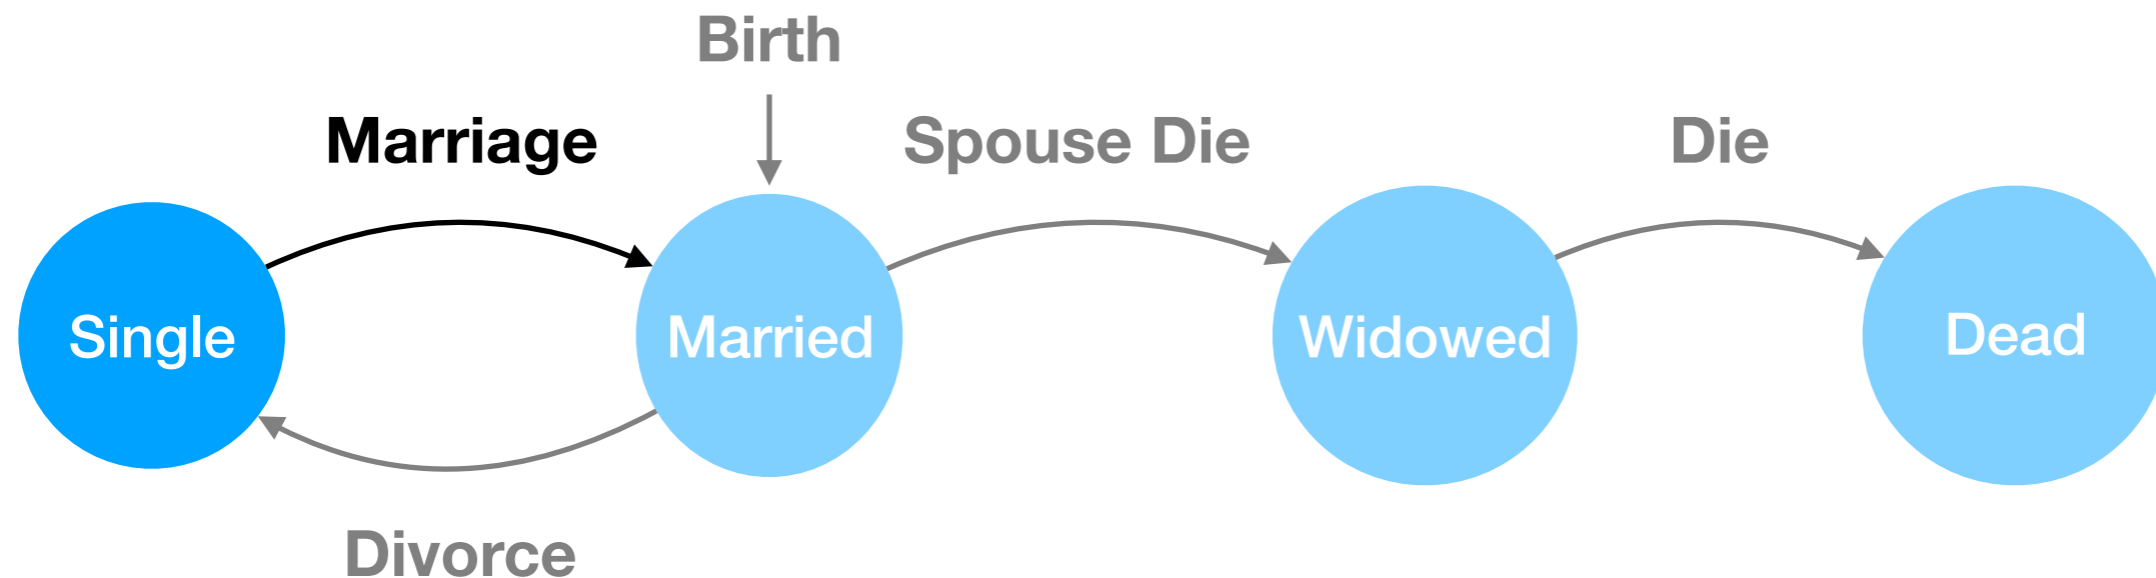 Birth
Marriage
Spouse Die
Die
Single
Married
Widowed
Dead
Divorce